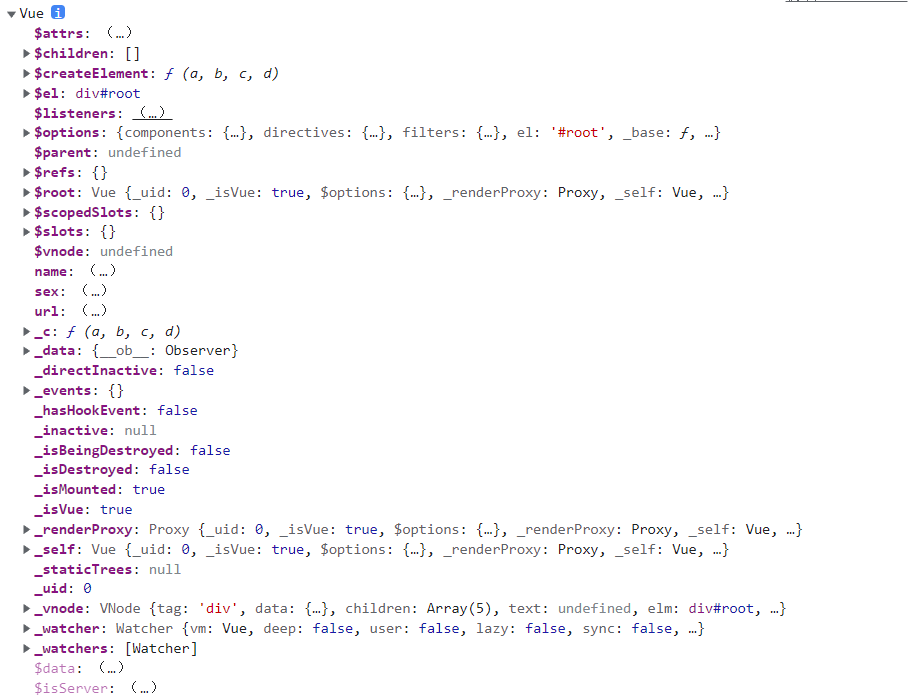 Vue i
$attrs: (…)
$children: []
$createElement: ƒ (a, b, c, d)
$el: div#root
$listeners: (…)
$options: {components: {…}, directives: {…}, filters: {…}, el: '#root', _base: ƒ, …}
$parent: undefined
$refs: {}
$root: Vue {_uid: 0, _isVue: true, $options: {…}, _renderProxy: Proxy, _self: Vue, …}
$scopedSlots: {}
$slots: {}
$vnode: undefined
name: (…)
sex: (…)
url: (…)
_c: ƒ (a, b, c, d)
_data: {__ob__: Observer}
_directInactive: false
_events: {}
_hasHookEvent: false
_inactive: null
_isBeingDestroyed: false
_isDestroyed: false
_isMounted: true
_isVue: true
_renderProxy: Proxy {_uid: 0, _isVue: true, $options: {…}, _renderProxy: Proxy, _self: Vue, …}
_self: Vue {_uid: 0, _isVue: true, $options: {…}, _renderProxy: Proxy, _self: Vue, …}
_staticTrees: null
_uid: 0
_vnode: VNode {tag: 'div', data: {…}, children: Array(5), text: undefined, elm: div#root, …}
_watcher: Watcher {vm: Vue, deep: false, user: false, lazy: false, sync: false, …}
_watchers: [Watcher]
$data: (…)
$isServer: (…)